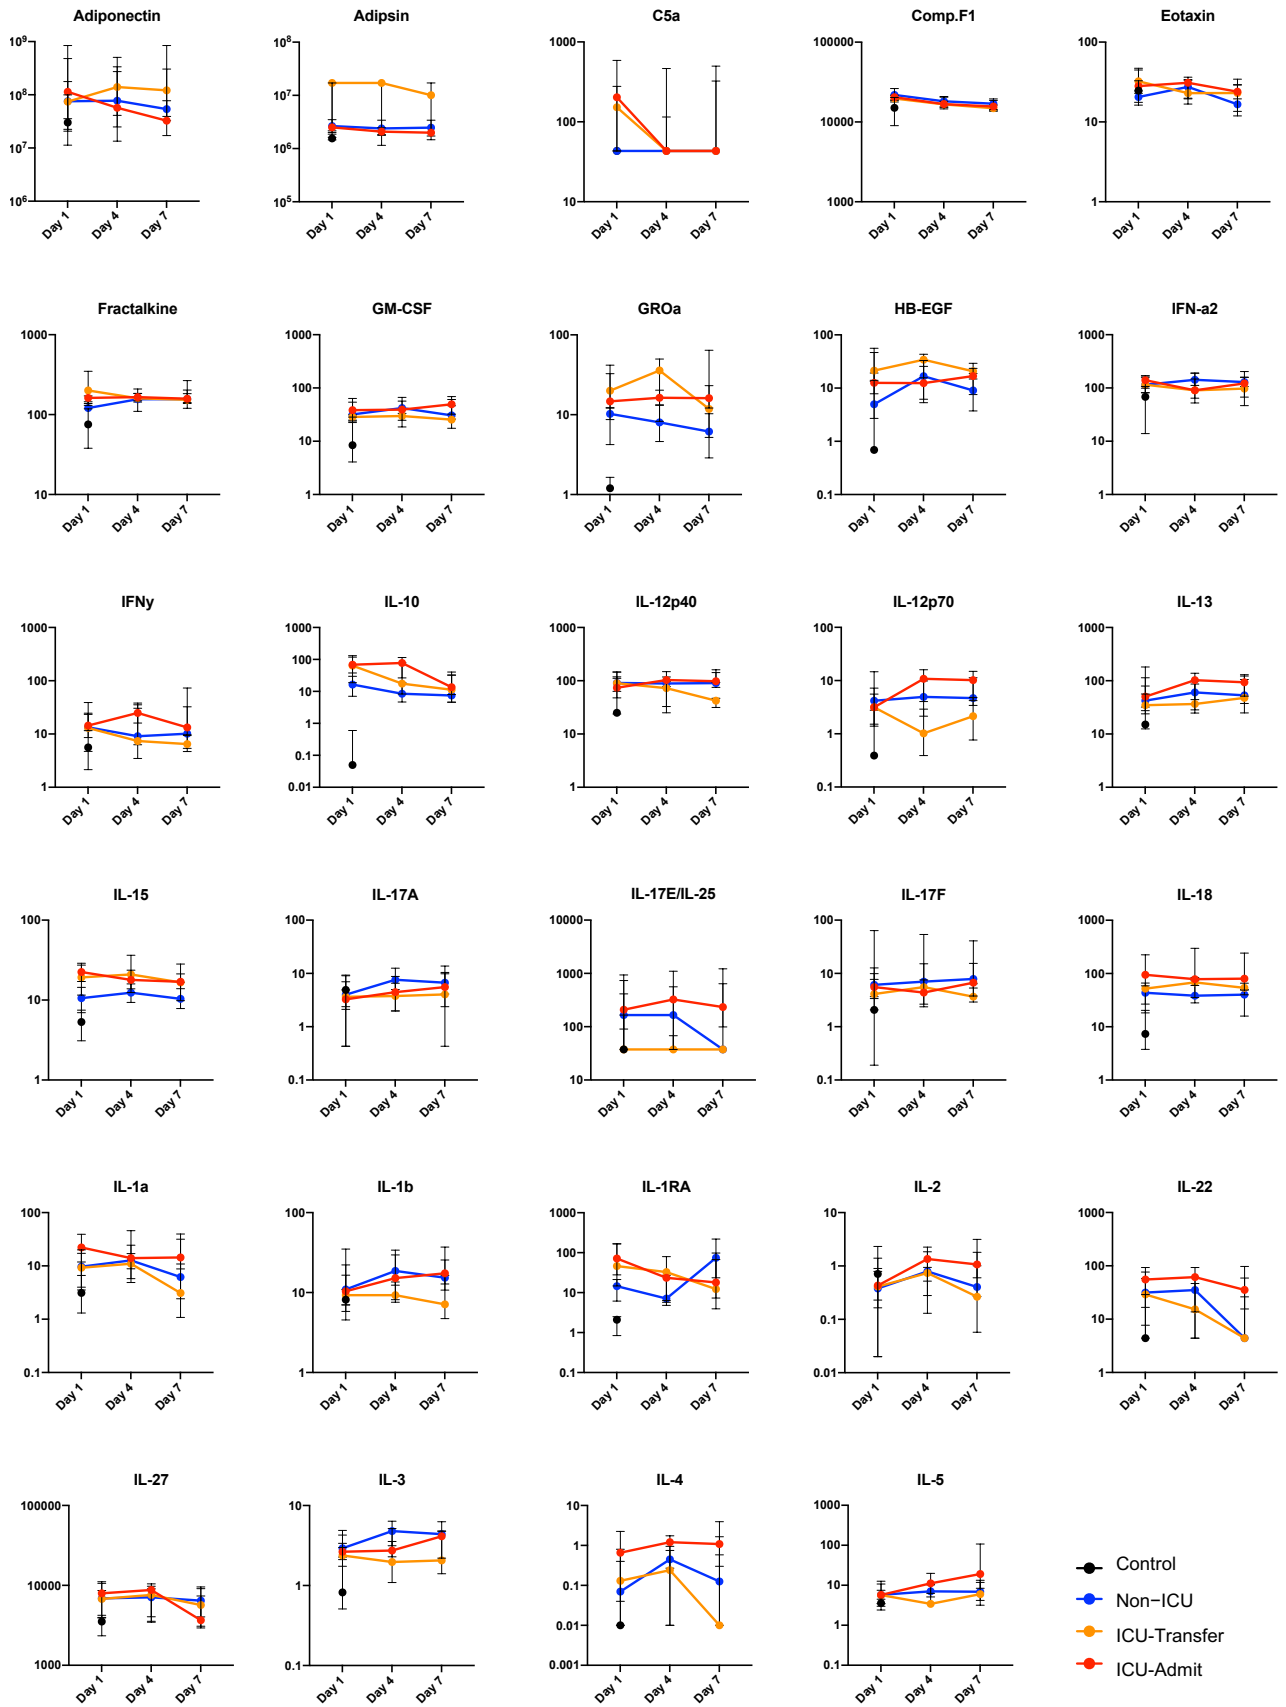 Adiponectin Adipsin C5a Comp.F1 Eotaxin
10⁹ 10⁸ 1000 100000 100
10⁸ 10⁷ 100 10000 10
10⁷ 10⁶ 10 1000 1
10⁶ 10⁵
Day 1 Day 4 Day 7 Day 1 Day 4 Day 7 Day 1 Day 4 Day 7 Day 1 Day 4 Day 7 Day 1 Day 4 Day 7
Fractalkine GM-CSF GROa HB-EGF IFN-a2
1000 1000 100 100 1000
100 100 10 10 100
10 10 1 1 10
1 0.1 1
Day 1 Day 4 Day 7 Day 1 Day 4 Day 7 Day 1 Day 4 Day 7 Day 1 Day 4 Day 7 Day 1 Day 4 Day 7
IFNy IL-10 IL-12p40 IL-12p70 IL-13
1000 1000 1000 100 1000
100 100 100 10 100
10 10 10 1 10
1 1 1 0.1 1
0.1
0.01
Day 1 Day 4 Day 7 Day 1 Day 4 Day 7 Day 1 Day 4 Day 7 Day 1 Day 4 Day 7 Day 1 Day 4 Day 7
IL-15 IL-17A IL-17E/IL-25 IL-17F IL-18
100 100 10000 100 1000
10 10 1000 10 100
1 1 100 1 10
0.1 10 0.1 1
Day 1 Day 4 Day 7 Day 1 Day 4 Day 7 Day 1 Day 4 Day 7 Day 1 Day 4 Day 7 Day 1 Day 4 Day 7
IL-1a IL-1b IL-1RA IL-2 IL-22
100 100 1000 10 1000
10 10 100 1 100
1 1 10 0.1 10
0.1 1 0.01 1
0.1
Day 1 Day 4 Day 7 Day 1 Day 4 Day 7 Day 1 Day 4 Day 7 Day 1 Day 4 Day 7 Day 1 Day 4 Day 7
IL-27 IL-3 IL-4 IL-5
100000 10 10 1000
10000 1 1 100
1000 0.1 0.1 10
0.01 1
0.001 0.1
Day 1 Day 4 Day 7 Day 1 Day 4 Day 7 Day 1 Day 4 Day 7 Day 1 Day 4 Day 7
Control
Non−ICU
ICU-Transfer
ICU-Admit